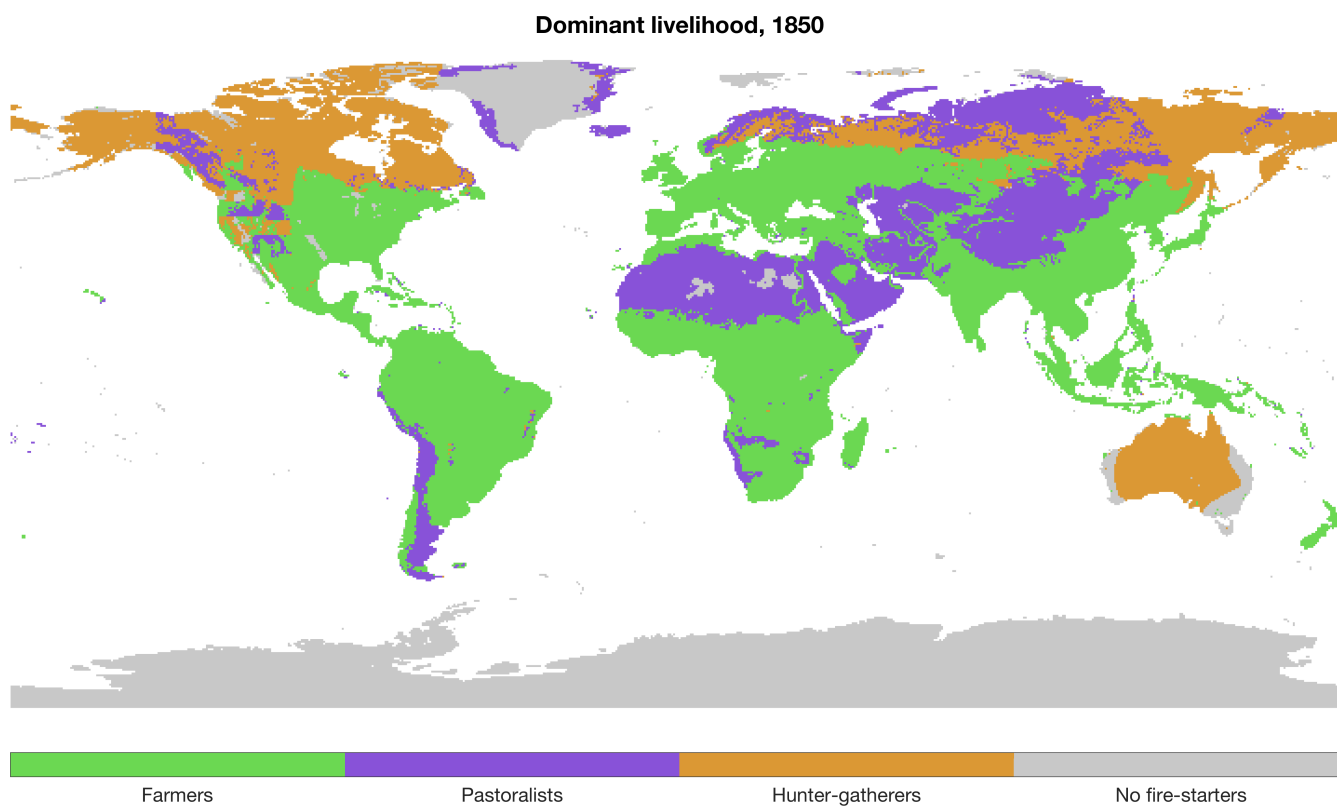 Dominant livelihood, 1850
Farmers
Pastoralists
Hunter-gatherers
No fire-starters